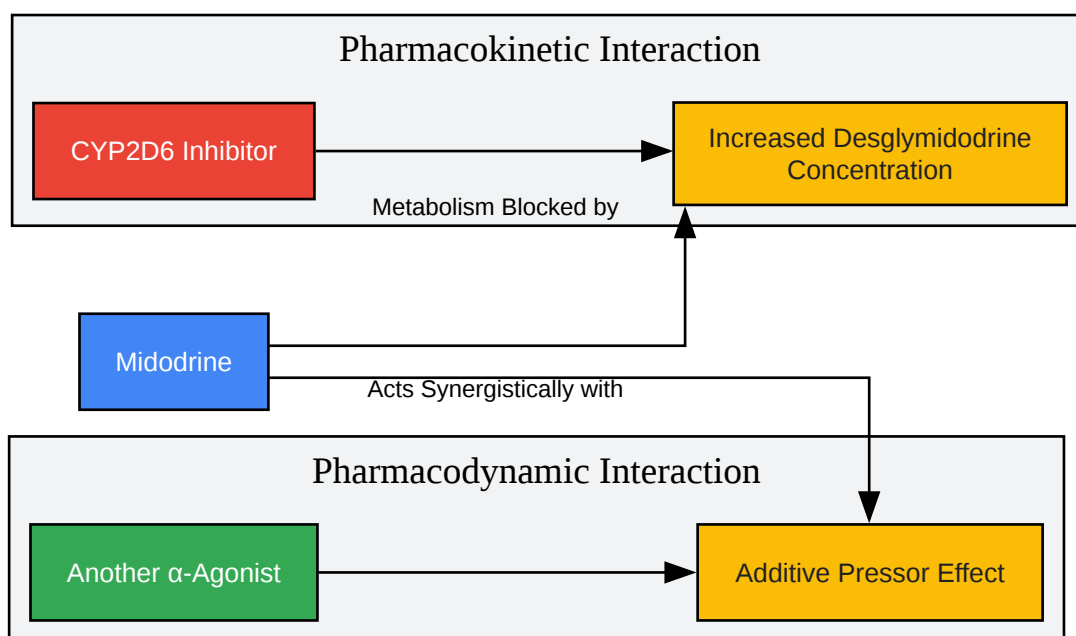 Pharmacokinetic Interaction
CYP2D6 Inhibitor
Increased Desglymidodrine
Concentration
Metabolism Blocked by
Midodrine
Acts Synergistically with
Pharmacodynamic Interaction
Another α-Agonist
Additive Pressor Effect